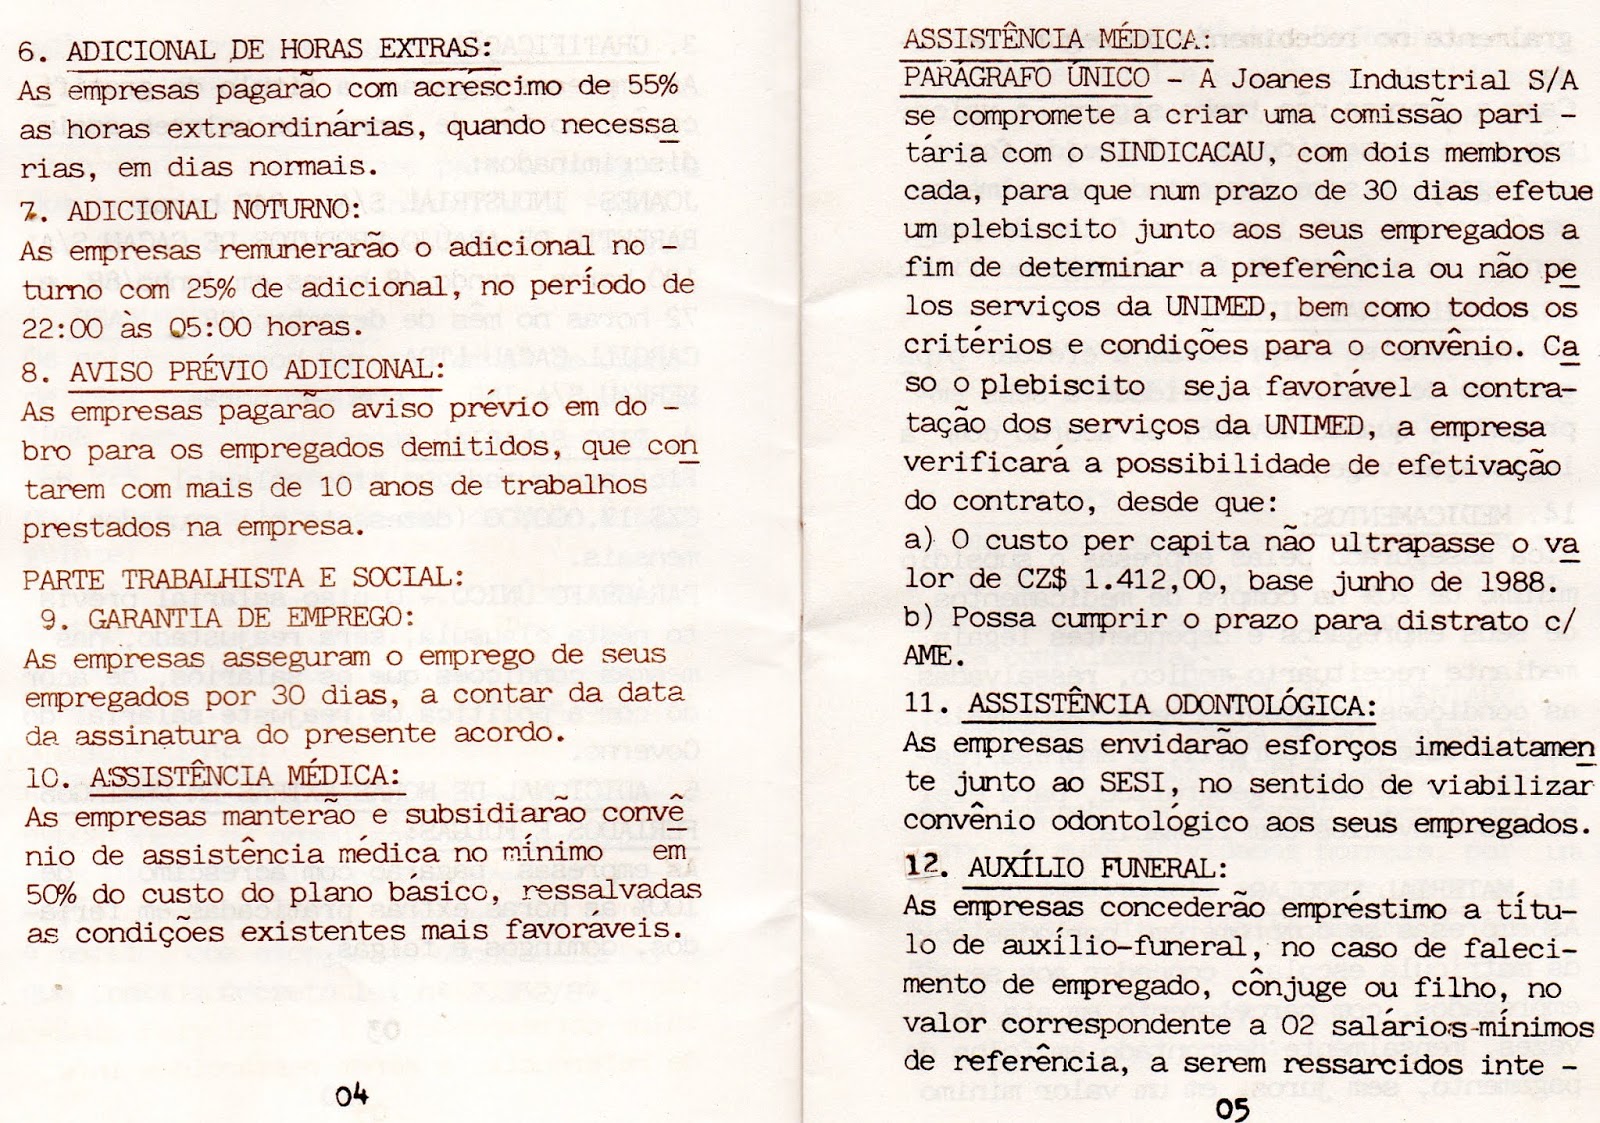 6. ADICIONAL DE HORAS EXTRAS:
As empresas pagarão com acréscimo de 55%
as horas extraordinárias, quando necessa
rias, em dias normais.
7. ADICIONAL NOTURNO:
As empresas remunerarão o adicional no -
turno com 25% de adicional, no período de
22:00 às 05:00 horas.
8. AVISO PRÉVIO ADICIONAL:
As empresas pagarão aviso prévio em do -
bro para os empregados demitidos, que con
tarem com mais de 10 anos de trabalhos
prestados na empresa.
PARTE TRABALHISTA E SOCIAL:
9. GARANTIA DE EMPREGO:
As empresas asseguram o emprego de seus
empregados por 30 dias, a contar da data
da assinatura do presente acordo.
10. ASSISTÊNCIA MÉDICA:
As empresas manterão e subsidiarão convê
nio de assistência médica no mínimo em
50% do custo do plano basico, ressalvadas
as condições existentes mais favoráveis.
04
ASSISTÊNCIA MÉDICA:
PARÁGRAFO ÚNICO - A Joanes Industrial S/A
se compromete a criar uma comissão pari -
tária com o SINDICACAU, com dois membros
cada, para que num prazo de 30 dias efetue
um plebiscito junto aos seus empregados a
fim de determinar a preferência ou não pe
los serviços da UNIMED, bem como todos os
critérios e condições para o convênio. Ca
so o plebiscito seja favorável a contra-
tação dos serviços da UNIMED, a empresa
verificará a possibilidade de efetivação
do contrato, desde que:
a) O custo per capita não ultrapasse o va
lor de CZ$ 1.412,00, base junho de 1988.
b) Possa cumprir o prazo para distrato c/
AME.
11. ASSISTÊNCIA ODONTOLÓGICA:
As empresas envidarão esforços imediatamen
te junto ao SESI, no sentido de viabilizar
convênio odontológico aos seus empregados.
12. AUXÍLIO FUNERAL:
As empresas concederão empréstimo a títu-
lo de auxílio-funeral, no caso de faleci-
mento de empregado, cônjuge ou filho, no
valor correspondente a 02 salários-mínimos
de referência, a serem ressarcidos inte -
05